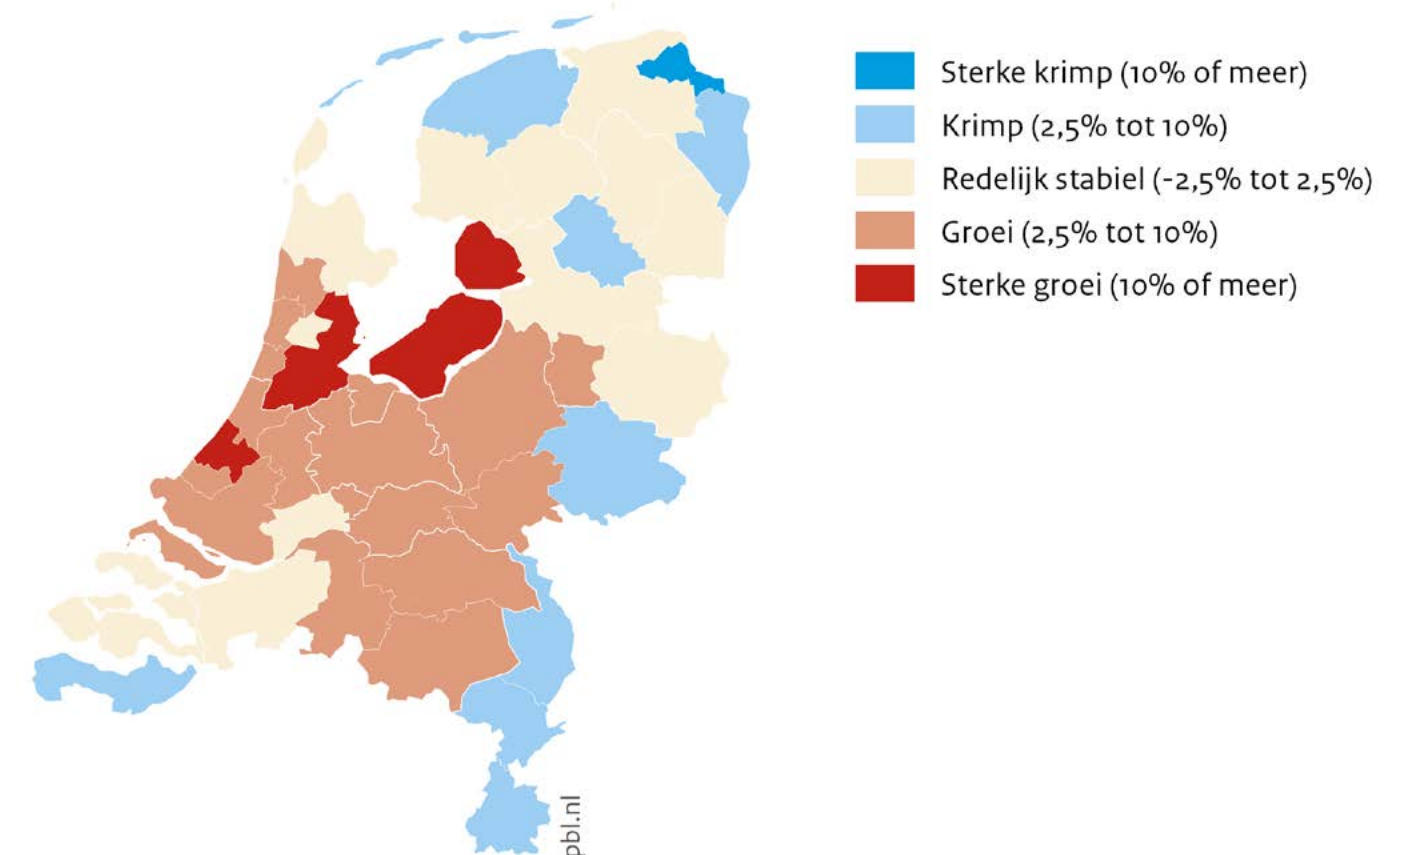 Sterke krimp (10% of meer)
Krimp (2,5% tot 10%)
Redelijk stabiel (-2,5% tot 2,5%)
Groei (2,5% tot 10%)
Sterke groei (10% of meer)
pbl.nl